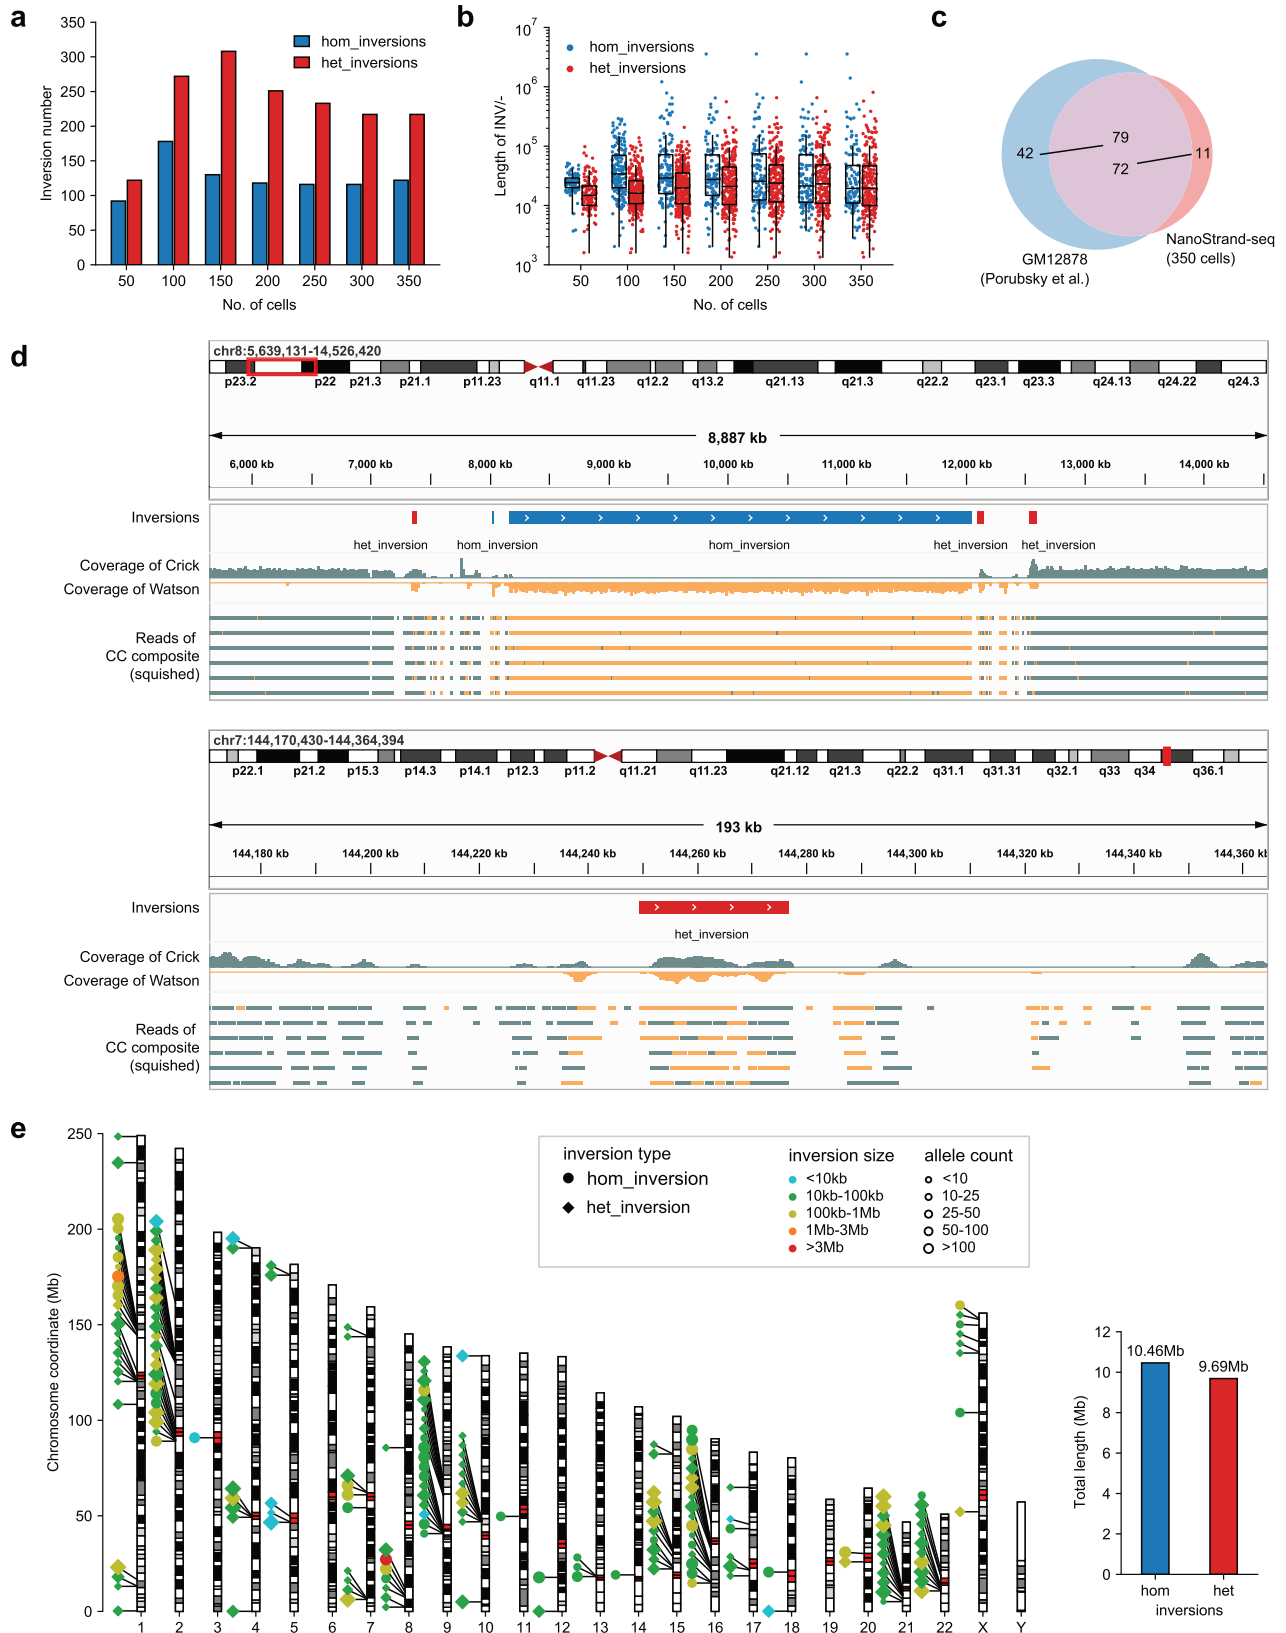 a
350
300
250
200
150
100
50
0
Inversion number
hom_inversions
het_inversions
50 100 150 200 250 300 350
No. of cells
b
10^7
10^6
10^5
10^4
10^3
Length of INV/-
hom_inversions
het_inversions
50 100 150 200 250 300 350
No. of cells
c
42
79
72
11
GM12878
(Porubsky et al.)
NanoStrand-seq
(350 cells)
d
chr8:5,639,131-14,526,420
p23.2 p22 p21.3 p21.1 p11.23 q11.1 q11.23 q12.2 q13.2 q21.13 q21.3 q22.2 q23.1 q23.3 q24.13 q24.22 q24.3
8,887 kb
6,000 kb 7,000 kb 8,000 kb 9,000 kb 10,000 kb 11,000 kb 12,000 kb 13,000 kb 14,000 kb
Inversions
het_inversion hom_inversion hom_inversion het_inversion het_inversion
Coverage of Crick
Coverage of Watson
Reads of
CC composite
(squished)
chr7:144,170,430-144,364,394
p22.1 p21.2 p15.3 p14.3 p14.1 p12.3 p11.2 q11.21 q11.23 q21.12 q21.3 q22.2 q31.1 q31.31 q32.1 q33 q34 q36.1
193 kb
144,180 kb 144,200 kb 144,220 kb 144,240 kb 144,260 kb 144,280 kb 144,300 kb 144,320 kb 144,340 kb 144,360 kb
Inversions
het_inversion
Coverage of Crick
Coverage of Watson
Reads of
CC composite
(squished)
e
250
200
150
100
50
0
Chromosome coordinate (Mb)
inversion type
hom_inversion
het_inversion
inversion size
<10kb
10kb-100kb
100kb-1Mb
1Mb-3Mb
>3Mb
allele count
<10
10-25
25-50
50-100
>100
1 2 3 4 5 6 7 8 9 10 11 12 13 14 15 16 17 18 19 20 21 22 X Y
12
10
8
6
4
2
0
Total length (Mb)
10.46Mb
9.69Mb
hom het
inversions